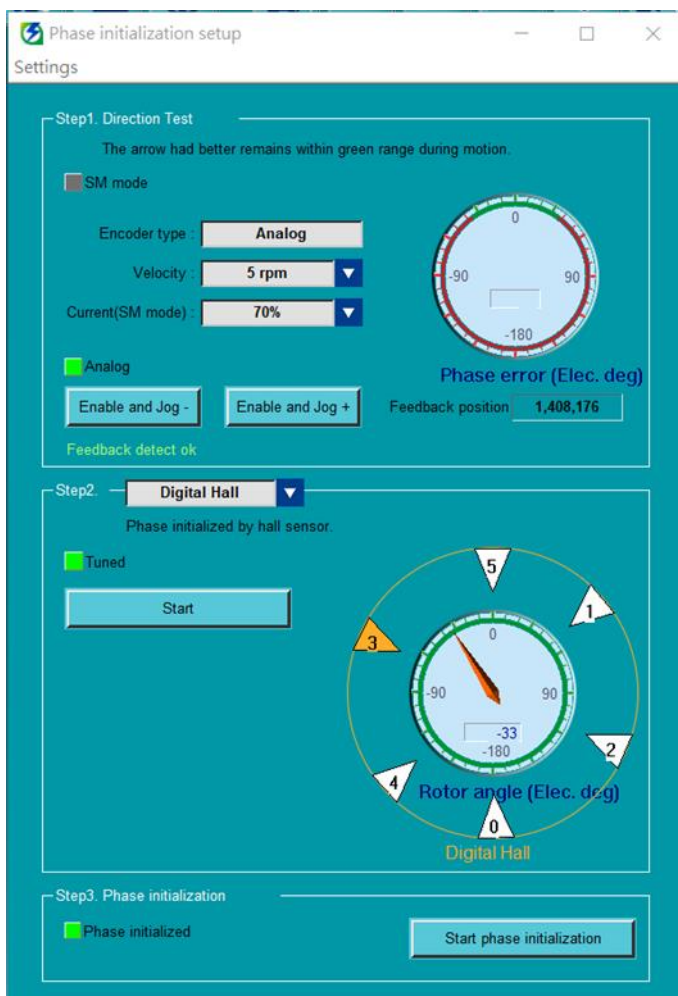 Phase initialization setup
Settings
Step1. Direction Test
The arrow had better remains within green range during motion.
SM mode
Encoder type : Analog
Velocity : 5 rpm
Current(SM mode) : 70%
0
-90 90
-180
Phase error (Elec. deg)
Analog
Enable and Jog - Enable and Jog + Feedback position 1,408,176
Feedback detect ok
Step2. Digital Hall
Phase initialized by hall sensor.
Tuned
Start
5
1
3
0
-90 90
-33
-180
2
4
Rotor angle (Elec. deg)
0
Digital Hall
Step3. Phase initialization
Phase initialized
Start phase initialization